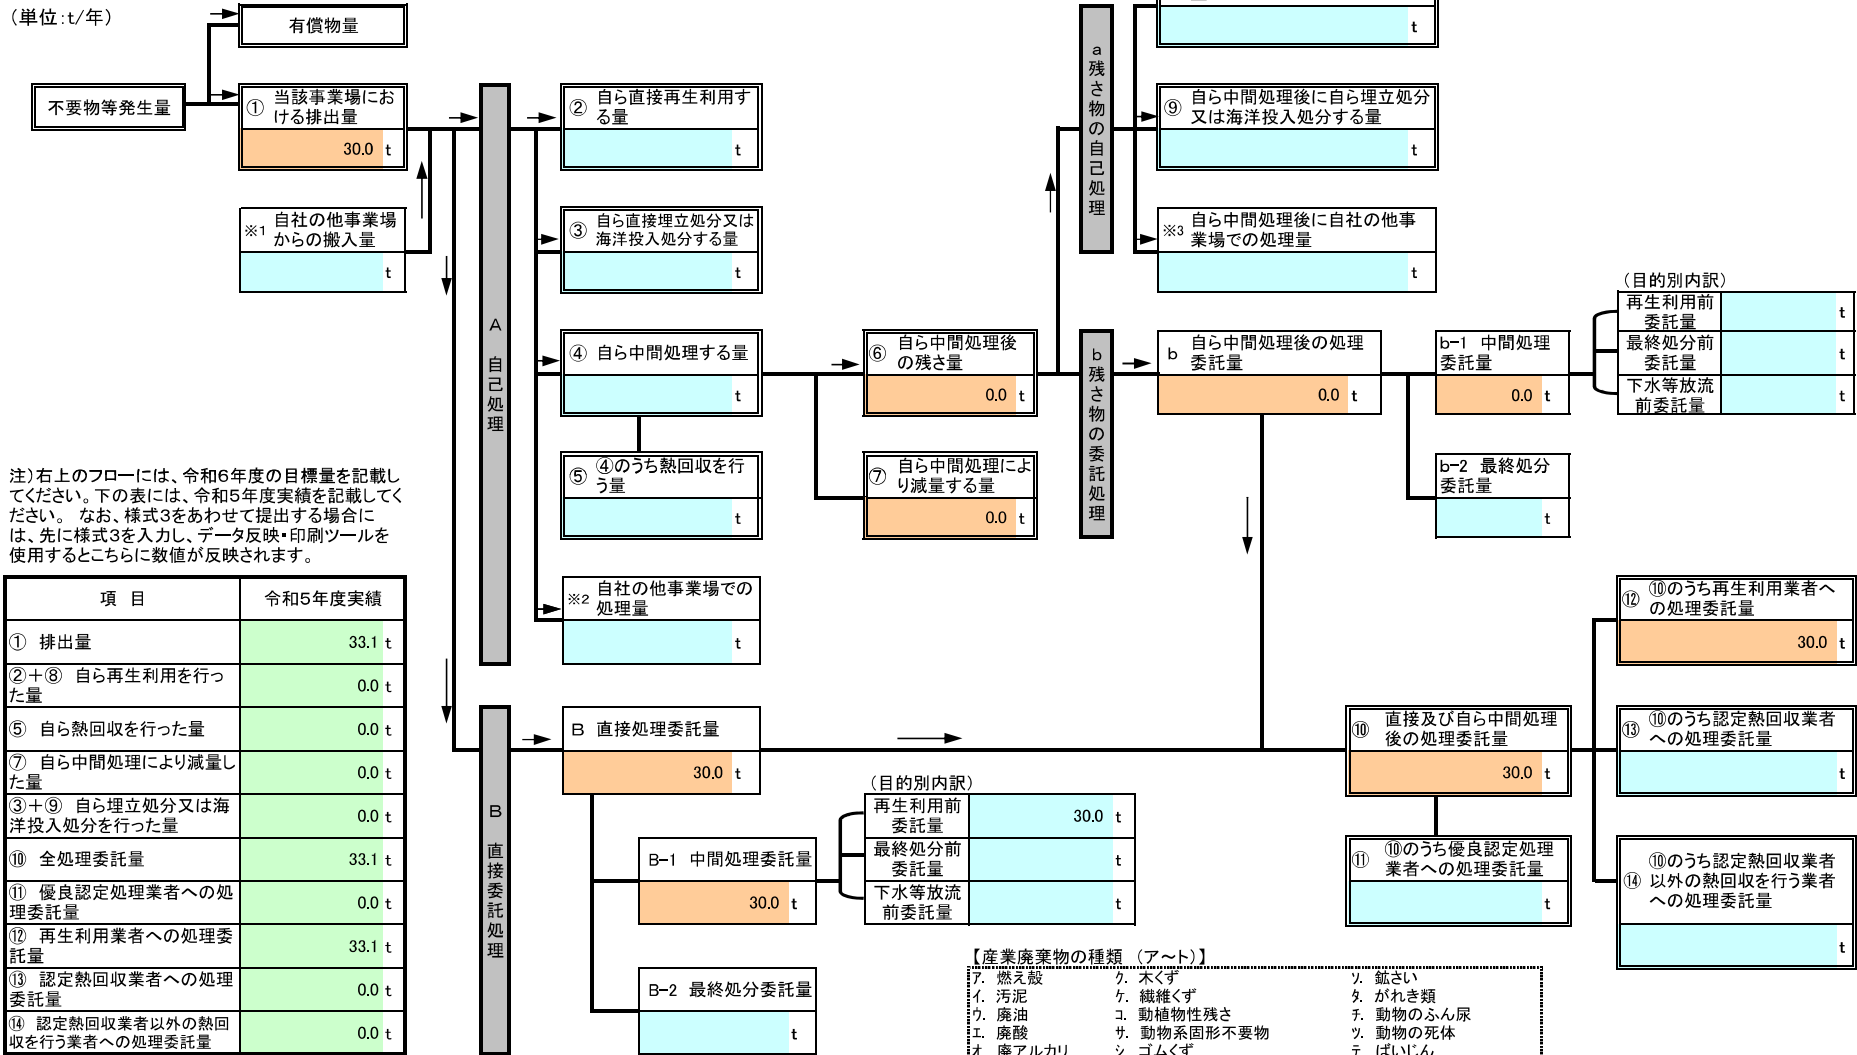 （単位:t/年）
有償物量
t
不要物等発生量
① 当該事業場にお
ける排出量
30.0 t
※1 自社の他事業場
からの搬入量
t
A 自己処理
② 自ら直接再生利用す
る量
t
③ 自ら直接埋立処分又は
海洋投入処分する量
t
④ 自ら中間処理する量
t
⑤ ④のうち熱回収を行
う量
t
※2 自社の他事業場での
処理量
t
⑥ 自ら中間処理後
の残さ量
0.0 t
⑦ 自ら中間処理によ
り減量する量
0.0 t
a 残さ物の自己処理
⑨ 自ら中間処理後に自ら埋立処分
又は海洋投入処分する量
t
※3 自ら中間処理後に自社の他事
業場での処理量
t
b 残さ物の委託処理
b 自ら中間処理後の処理
委託量
0.0 t
b-1 中間処理
委託量
0.0 t
b-2 最終処分
委託量
t
（目的別内訳）
再生利用前
委託量
t
最終処分前
委託量
t
下水等放流
前委託量
t
注）右上のフローには、令和6年度の目標量を記載し
てください。下の表には、令和5年度実績を記載してく
ださい。 なお、様式3をあわせて提出する場合に
は、先に様式3を入力し、データ反映・印刷ツールを
使用するとこちらに数値が反映されます。
項 目 令和5年度実績
① 排出量 33.1 t
②＋⑧ 自ら再生利用を行っ
た量 0.0 t
⑤ 自ら熱回収を行った量 0.0 t
⑦ 自ら中間処理により減量し
た量 0.0 t
③＋⑨ 自ら埋立処分又は海
洋投入処分を行った量 0.0 t
⑩ 全処理委託量 33.1 t
⑪ 優良認定処理業者への処
理委託量 0.0 t
⑫ 再生利用業者への処理委
託量 33.1 t
⑬ 認定熱回収業者への処理
委託量 0.0 t
⑭ 認定熱回収業者以外の熱回
収を行う業者への処理委託量 0.0 t
B 直接委託処理
B 直接処理委託量
30.0 t
B-1 中間処理委託量
30.0 t
B-2 最終処分委託量
t
（目的別内訳）
再生利用前
委託量
30.0 t
最終処分前
委託量
t
下水等放流
前委託量
t
⑩ 直接及び自ら中間処理
後の処理委託量
30.0 t
⑪ ⑩のうち優良認定処理
業者への処理委託量
t
⑫ ⑩のうち再生利用業者へ
の処理委託量
30.0 t
⑬ ⑩のうち認定熱回収業者
への処理委託量
t
⑭ ⑩のうち認定熱回収業者
以外の熱回収を行う業者
への処理委託量
t
【産業廃棄物の種類 （ア～ト）】
ア. 燃え殻 ク. 木くず ソ. 鉱さい
イ. 汚泥 ケ. 繊維くず タ. がれき類
ウ. 廃油 コ. 動植物性残さ チ. 動物のふん尿
エ. 廃酸 サ. 動物系固形不要物 ツ. 動物の死体
オ. 廃アルカリ シ. ゴムくず テ. ばいじん